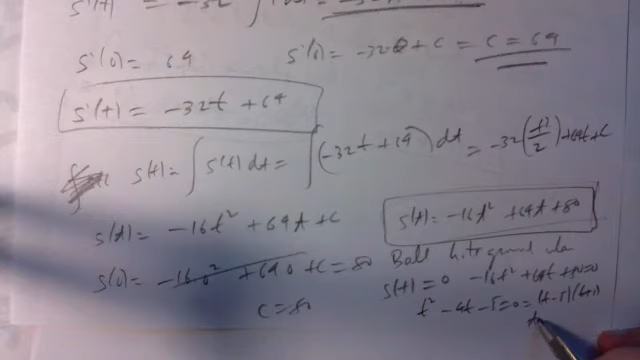 s'(t) = -32
s'(0) = 64 s'(0) = -32 0 + c = c = 64
s'(t) = -32t + 64
s(t) = ∫ s'(t) dt = ∫ (-32t + 64) dt = -32 (t²/2) + 64t + c
s(t) = -16t² + 64t + c s(t) = -16t² + 64t + 80
Ball hits ground
s(0) = -16 0² + 64 0 + c = 80 s(t) = 0 -16t² + 64t + 80 = 0
c = 80 t² - 4t - 5 = 0 = (t-5)(t+1)